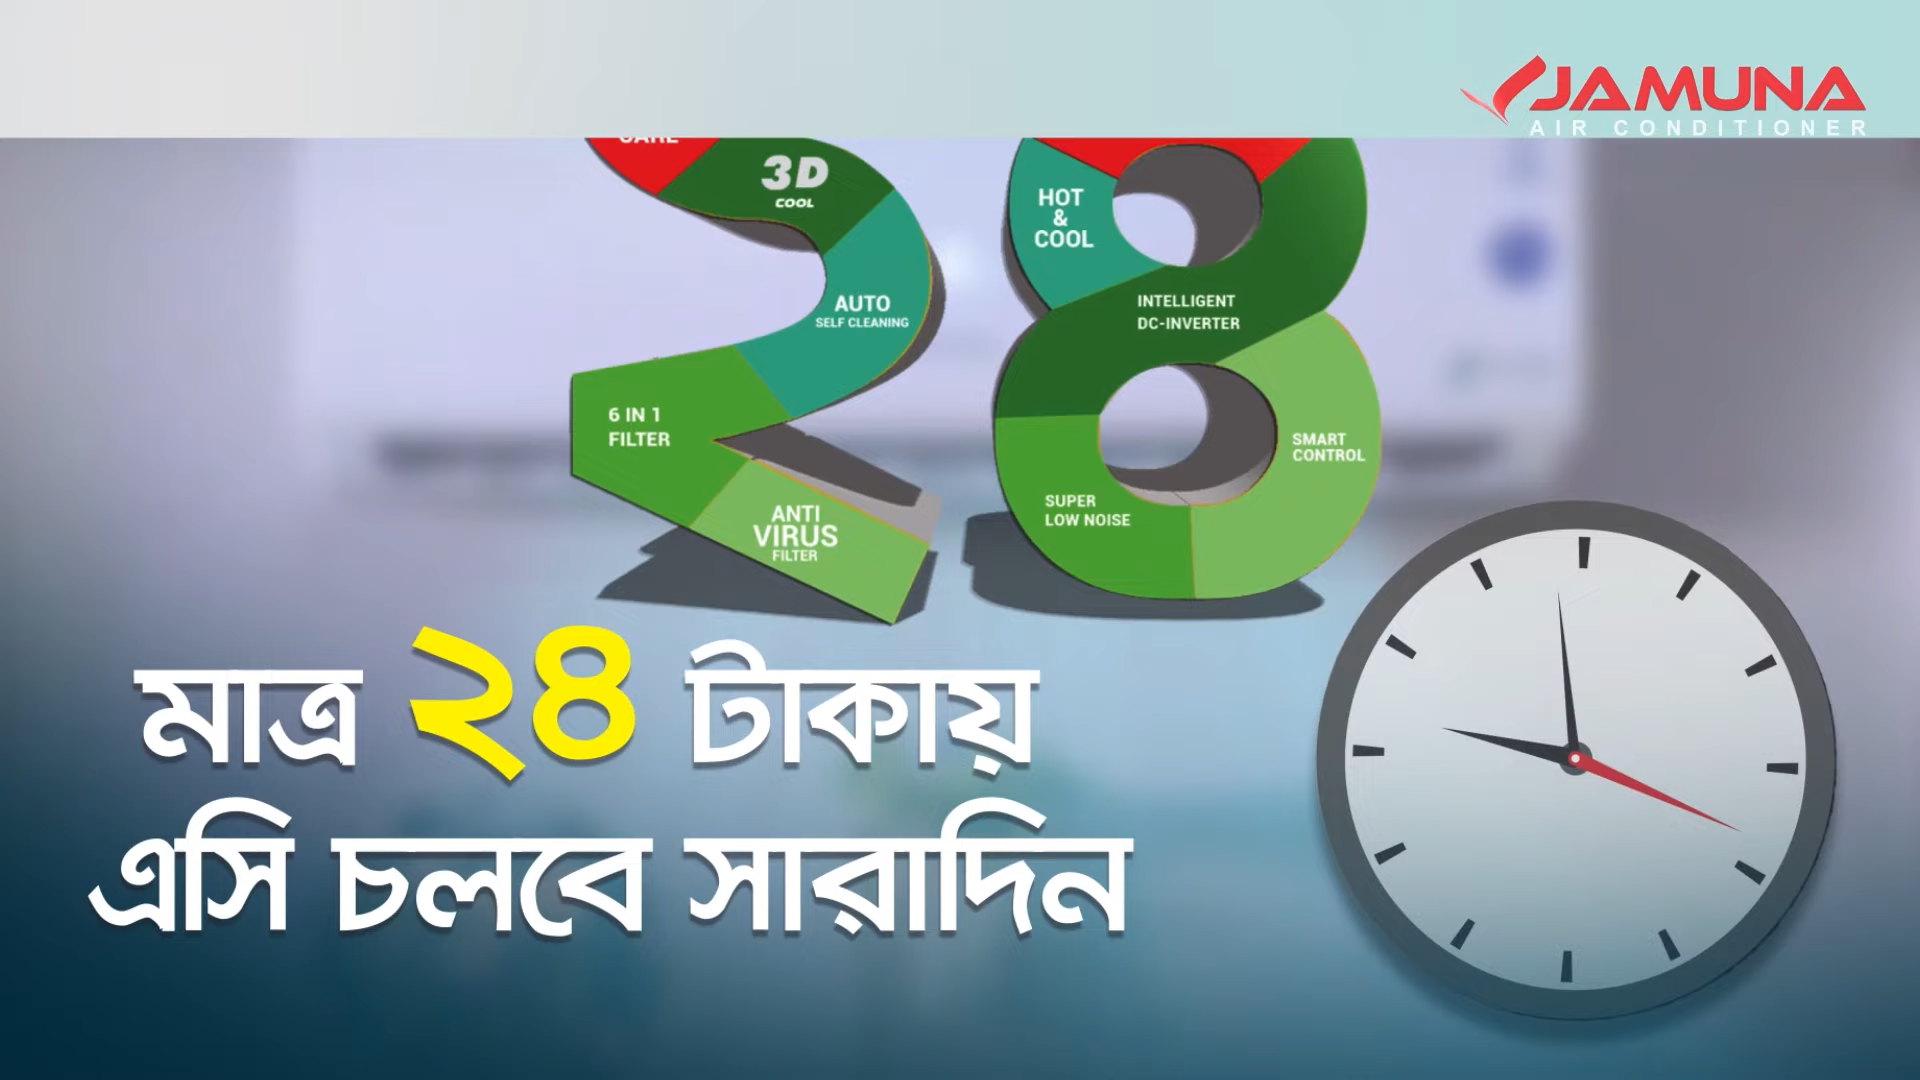 JAMUNA
AIR CONDITIONER
CARE
3D
COOL
AUTO
SELF CLEANING
6 IN 1
FILTER
ANTI
VIRUS
FILTER
HOT
&
COOL
INTELLIGENT
DC-INVERTER
SMART
CONTROL
SUPER
LOW NOISE
মাত্র ২৪ টাকায়
এসি চলবে সারাদিন